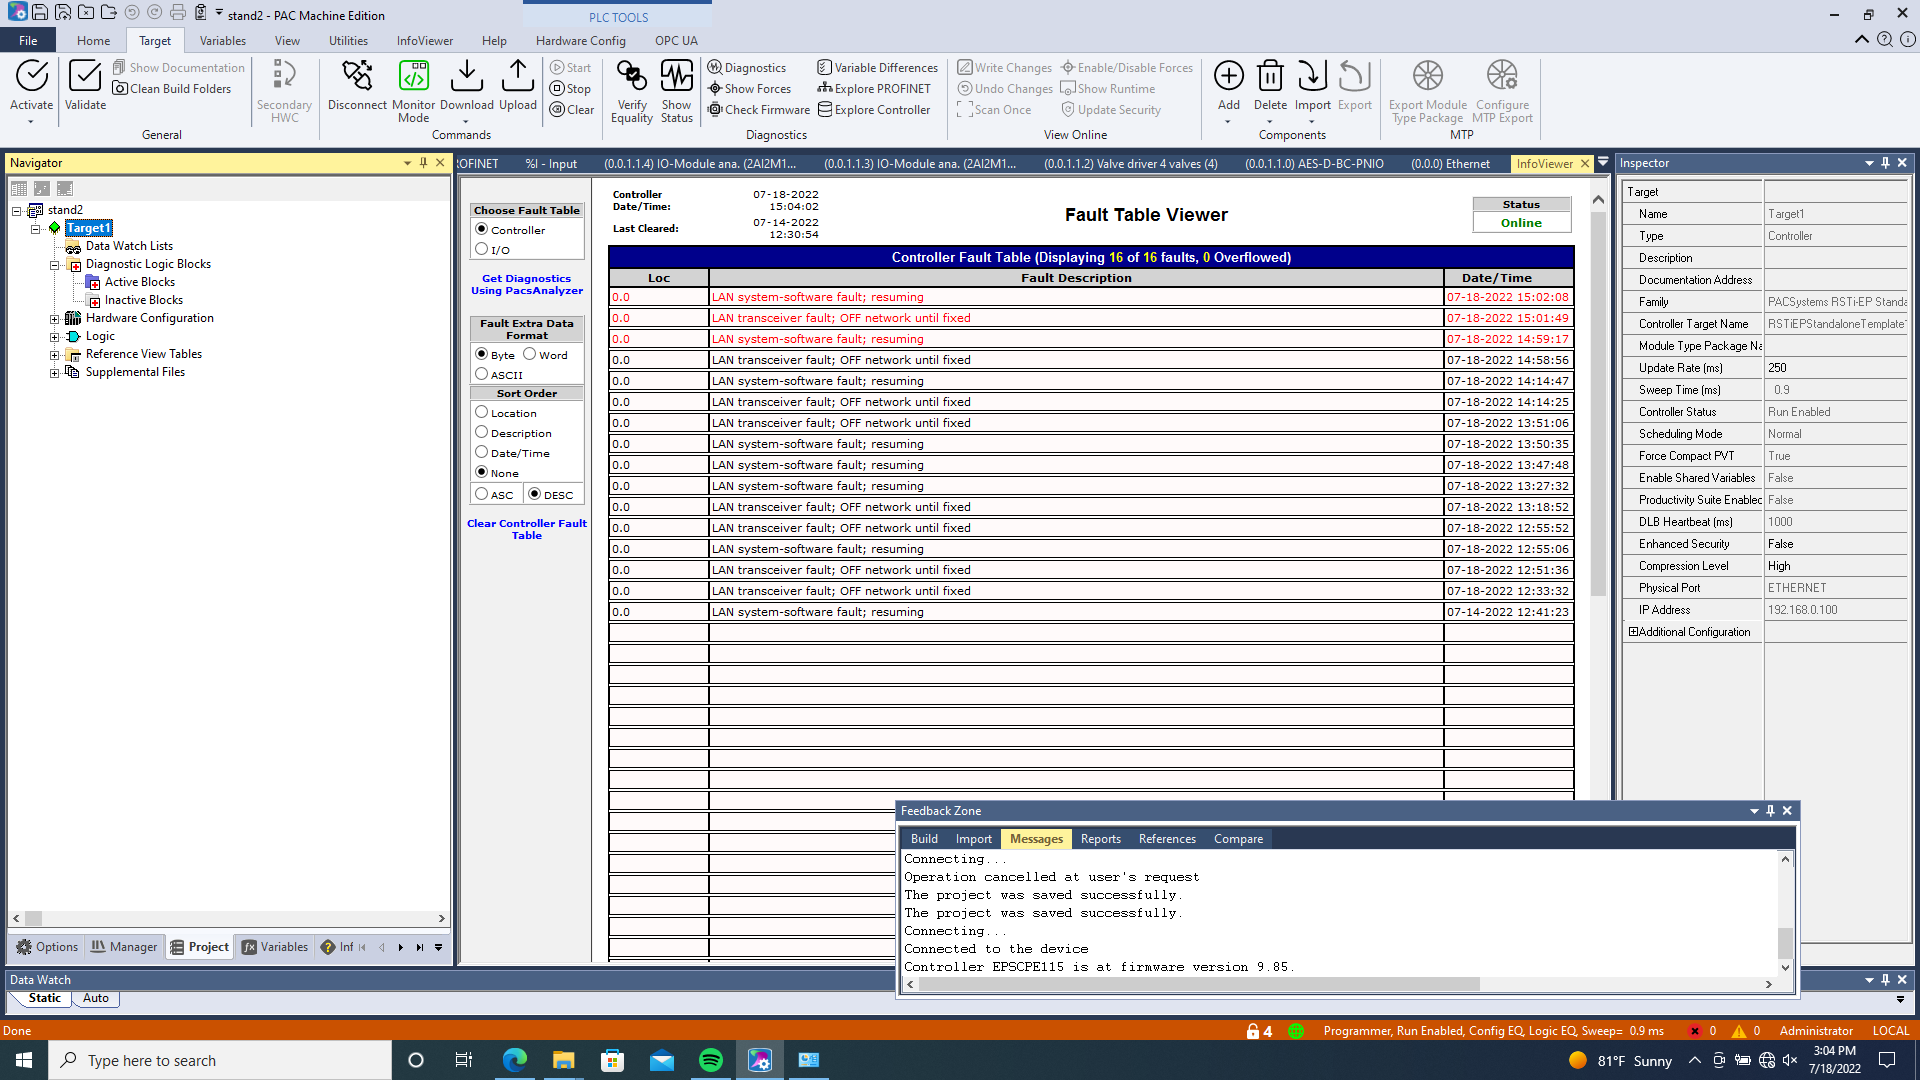 stand2 - PAC Machine Edition
PLC TOOLS
File Home Target Variables View Utilities InfoViewer Help Hardware Config OPC UA
Activate
Validate
Show Documentation
Clean Build Folders
General
Secondary HWC
Disconnect
Monitor Mode
Download
Upload
Start
Stop
Clear
Commands
Verify Equality
Show Status
Diagnostics
Show Forces
Check Firmware
Variable Differences
Explore PROFINET
Explore Controller
Diagnostics
Write Changes
Undo Changes
Scan Once
Enable/Disable Forces
Show Runtime
Update Security
View Online
Add
Delete
Import
Export
Components
Export Module Type Package
Configure MTP Export
MTP
Navigator
stand2
Target1
Data Watch Lists
Diagnostic Logic Blocks
Active Blocks
Inactive Blocks
Hardware Configuration
Logic
Reference View Tables
Supplemental Files
Options Manager Project Variables Inf
ROFINET %I - Input (0.0.1.1.4) IO-Module ana. (2AI2M1... (0.0.1.1.3) IO-Module ana. (2AI2M1... (0.0.1.1.2) Valve driver 4 valves (4) (0.0.1.1.0) AES-D-BC-PNIO (0.0.0) Ethernet InfoViewer
Choose Fault Table
Controller
I/O
Get Diagnostics
Using PacsAnalyzer
Fault Extra Data
Format
Byte Word
ASCII
Sort Order
Location
Description
Date/Time
None
ASC DESC
Clear Controller Fault
Table
Controller Date/Time: 07-18-2022 15:04:02
Last Cleared: 07-14-2022 12:30:54
Fault Table Viewer
Status
Online
Controller Fault Table (Displaying 16 of 16 faults, 0 Overflowed)
Loc Fault Description Date/Time
0.0 LAN system-software fault; resuming 07-18-2022 15:02:08
0.0 LAN transceiver fault; OFF network until fixed 07-18-2022 15:01:49
0.0 LAN system-software fault; resuming 07-18-2022 14:59:17
0.0 LAN transceiver fault; OFF network until fixed 07-18-2022 14:58:56
0.0 LAN system-software fault; resuming 07-18-2022 14:14:47
0.0 LAN transceiver fault; OFF network until fixed 07-18-2022 14:14:25
0.0 LAN transceiver fault; OFF network until fixed 07-18-2022 13:51:06
0.0 LAN system-software fault; resuming 07-18-2022 13:50:35
0.0 LAN system-software fault; resuming 07-18-2022 13:47:48
0.0 LAN system-software fault; resuming 07-18-2022 13:27:32
0.0 LAN transceiver fault; OFF network until fixed 07-18-2022 13:18:52
0.0 LAN transceiver fault; OFF network until fixed 07-18-2022 12:55:52
0.0 LAN system-software fault; resuming 07-18-2022 12:55:06
0.0 LAN transceiver fault; OFF network until fixed 07-18-2022 12:51:36
0.0 LAN transceiver fault; OFF network until fixed 07-18-2022 12:33:32
0.0 LAN system-software fault; resuming 07-14-2022 12:41:23
Inspector
Target
Name Target1
Type Controller
Description
Documentation Address
Family PACSystems RSTi-EP Standa
Controller Target Name RSTiEPStandaloneTemplate
Module Type Package Na
Update Rate (ms) 250
Sweep Time (ms) 0.9
Controller Status Run Enabled
Scheduling Mode Normal
Force Compact PVT True
Enable Shared Variables False
Productivity Suite Enabled False
DLB Heartbeat (ms) 1000
Enhanced Security False
Compression Level High
Physical Port ETHERNET
IP Address 192.168.0.100
Additional Configuration
Feedback Zone
Build Import Messages Reports References Compare
Connecting...
Operation cancelled at user's request
The project was saved successfully.
The project was saved successfully.
Connecting...
Connected to the device
Controller EPSCPE115 is at firmware version 9.85.
Data Watch
Static Auto
Done 4 Programmer, Run Enabled, Config EQ, Logic EQ, Sweep= 0.9 ms 0 0 Administrator LOCAL
Type here to search
81°F Sunny
3:04 PM
7/18/2022